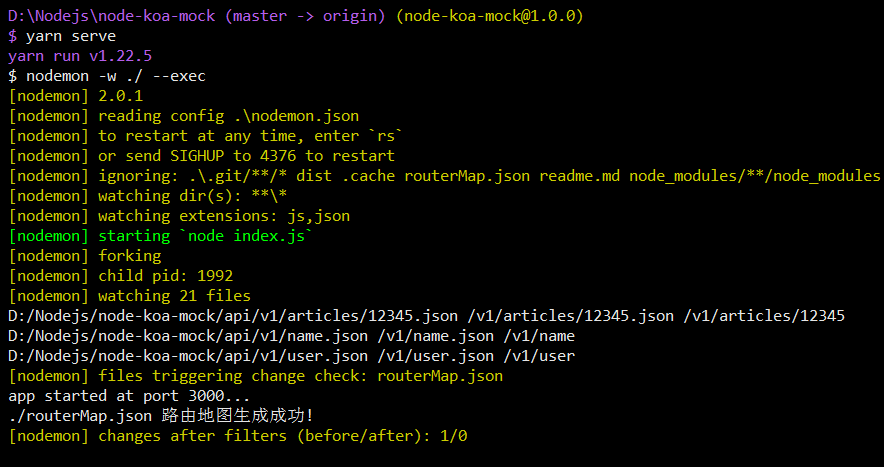 D:\Nodejs\node-koa-mock (master -> origin) (node-koa-mock@1.0.0)
$ yarn serve
yarn run v1.22.5
$ nodemon -w ./ --exec
[nodemon] 2.0.1
[nodemon] reading config .\nodemon.json
[nodemon] to restart at any time, enter `rs`
[nodemon] or send SIGHUP to 4376 to restart
[nodemon] ignoring: .\.git/**/* dist .cache routerMap.json readme.md node_modules/**/node_modules
[nodemon] watching dir(s): **\*
[nodemon] watching extensions: js,json
[nodemon] starting `node index.js`
[nodemon] forking
[nodemon] child pid: 1992
[nodemon] watching 21 files
D:/Nodejs/node-koa-mock/api/v1/articles/12345.json /v1/articles/12345.json /v1/articles/12345
D:/Nodejs/node-koa-mock/api/v1/name.json /v1/name.json /v1/name
D:/Nodejs/node-koa-mock/api/v1/user.json /v1/user.json /v1/user
[nodemon] files triggering change check: routerMap.json
app started at port 3000...
./routerMap.json 路由地图生成成功!
[nodemon] changes after filters (before/after): 1/0